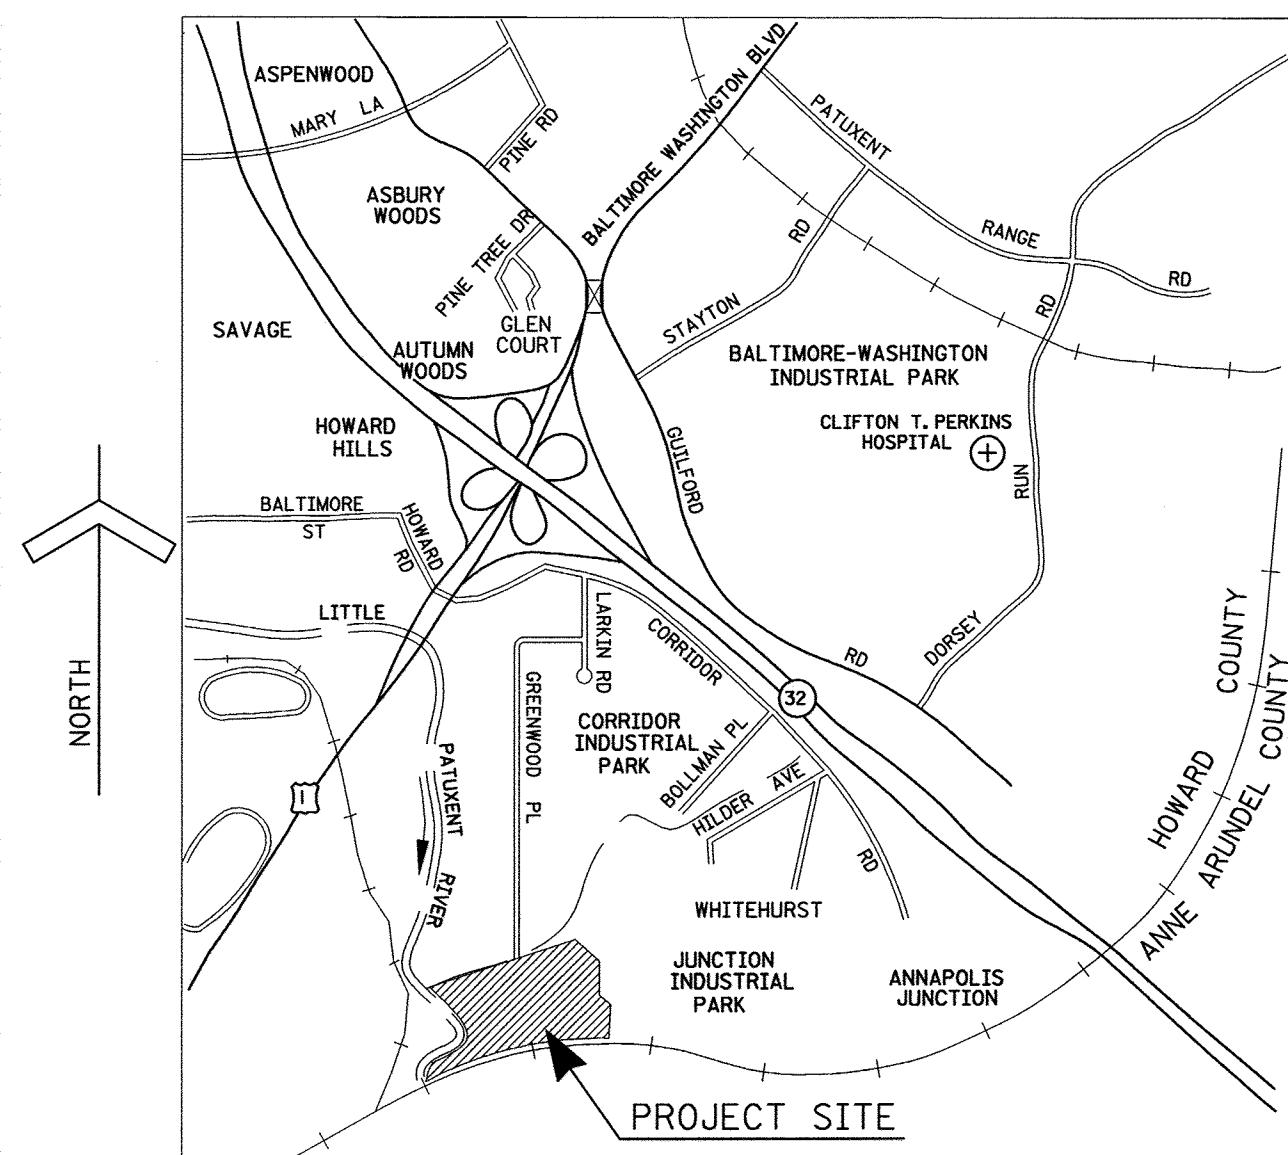 ASPENWOOD
MARY LA
PINE RD
BALTIMORE WASHINGTON BLVD
PATUXENT
RANGE
RD
ASBURY
WOODS
PINE TREE DR
GLEN
COURT
STAYTON
RD
SAVAGE
AUTUMN
WOODS
BALTIMORE-WASHINGTON
INDUSTRIAL PARK
CLIFTON T. PERKINS
HOSPITAL
HOWARD
HILLS
GUILFORD
RD
DORSEY
RUN
RD
BALTIMORE
ST
HOWARD
RD
LITTLE
PATUXENT
RIVER
NORTH
LARKIN RD
GREENWOOD PL
CORRIDOR
RD
32
1
CORRIDOR
INDUSTRIAL
PARK
BOLLMAN PL
HILDER AVE
WHITEHURST
JUNCTION
INDUSTRIAL
PARK
ANNAPOLIS
JUNCTION
HOWARD COUNTY
ANNE ARUNDEL COUNTY
PROJECT SITE